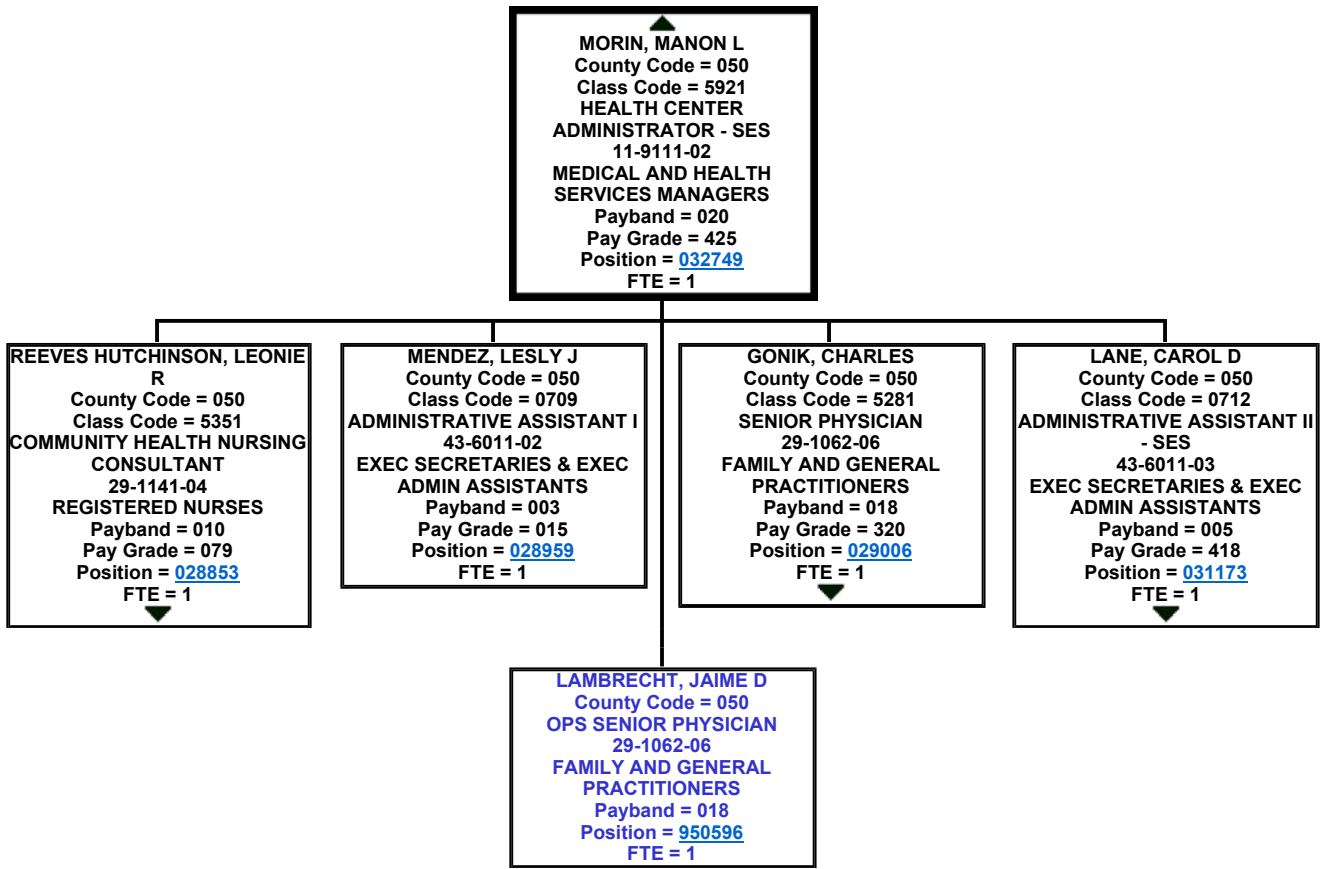 MORIN, MANON L
County Code = 050
Class Code = 5921
HEALTH CENTER
ADMINISTRATOR - SES
11-9111-02
MEDICAL AND HEALTH
SERVICES MANAGERS
Payband = 020
Pay Grade = 425
Position = 032749
FTE = 1
REEVES HUTCHINSON, LEONIE
R
County Code = 050
Class Code = 5351
COMMUNITY HEALTH NURSING
CONSULTANT
29-1141-04
REGISTERED NURSES
Payband = 010
Pay Grade = 079
Position = 028853
FTE = 1
MENDEZ, LESLY J
County Code = 050
Class Code = 0709
ADMINISTRATIVE ASSISTANT I
43-6011-02
EXEC SECRETARIES & EXEC
ADMIN ASSISTANTS
Payband = 003
Pay Grade = 015
Position = 028959
FTE = 1
GONIK, CHARLES
County Code = 050
Class Code = 5281
SENIOR PHYSICIAN
29-1062-06
FAMILY AND GENERAL
PRACTITIONERS
Payband = 018
Pay Grade = 320
Position = 029006
FTE = 1
LANE, CAROL D
County Code = 050
Class Code = 0712
ADMINISTRATIVE ASSISTANT II
- SES
43-6011-03
EXEC SECRETARIES & EXEC
ADMIN ASSISTANTS
Payband = 005
Pay Grade = 418
Position = 031173
FTE = 1
LAMBRECHT, JAIME D
County Code = 050
OPS SENIOR PHYSICIAN
29-1062-06
FAMILY AND GENERAL
PRACTITIONERS
Payband = 018
Position = 950596
FTE = 1